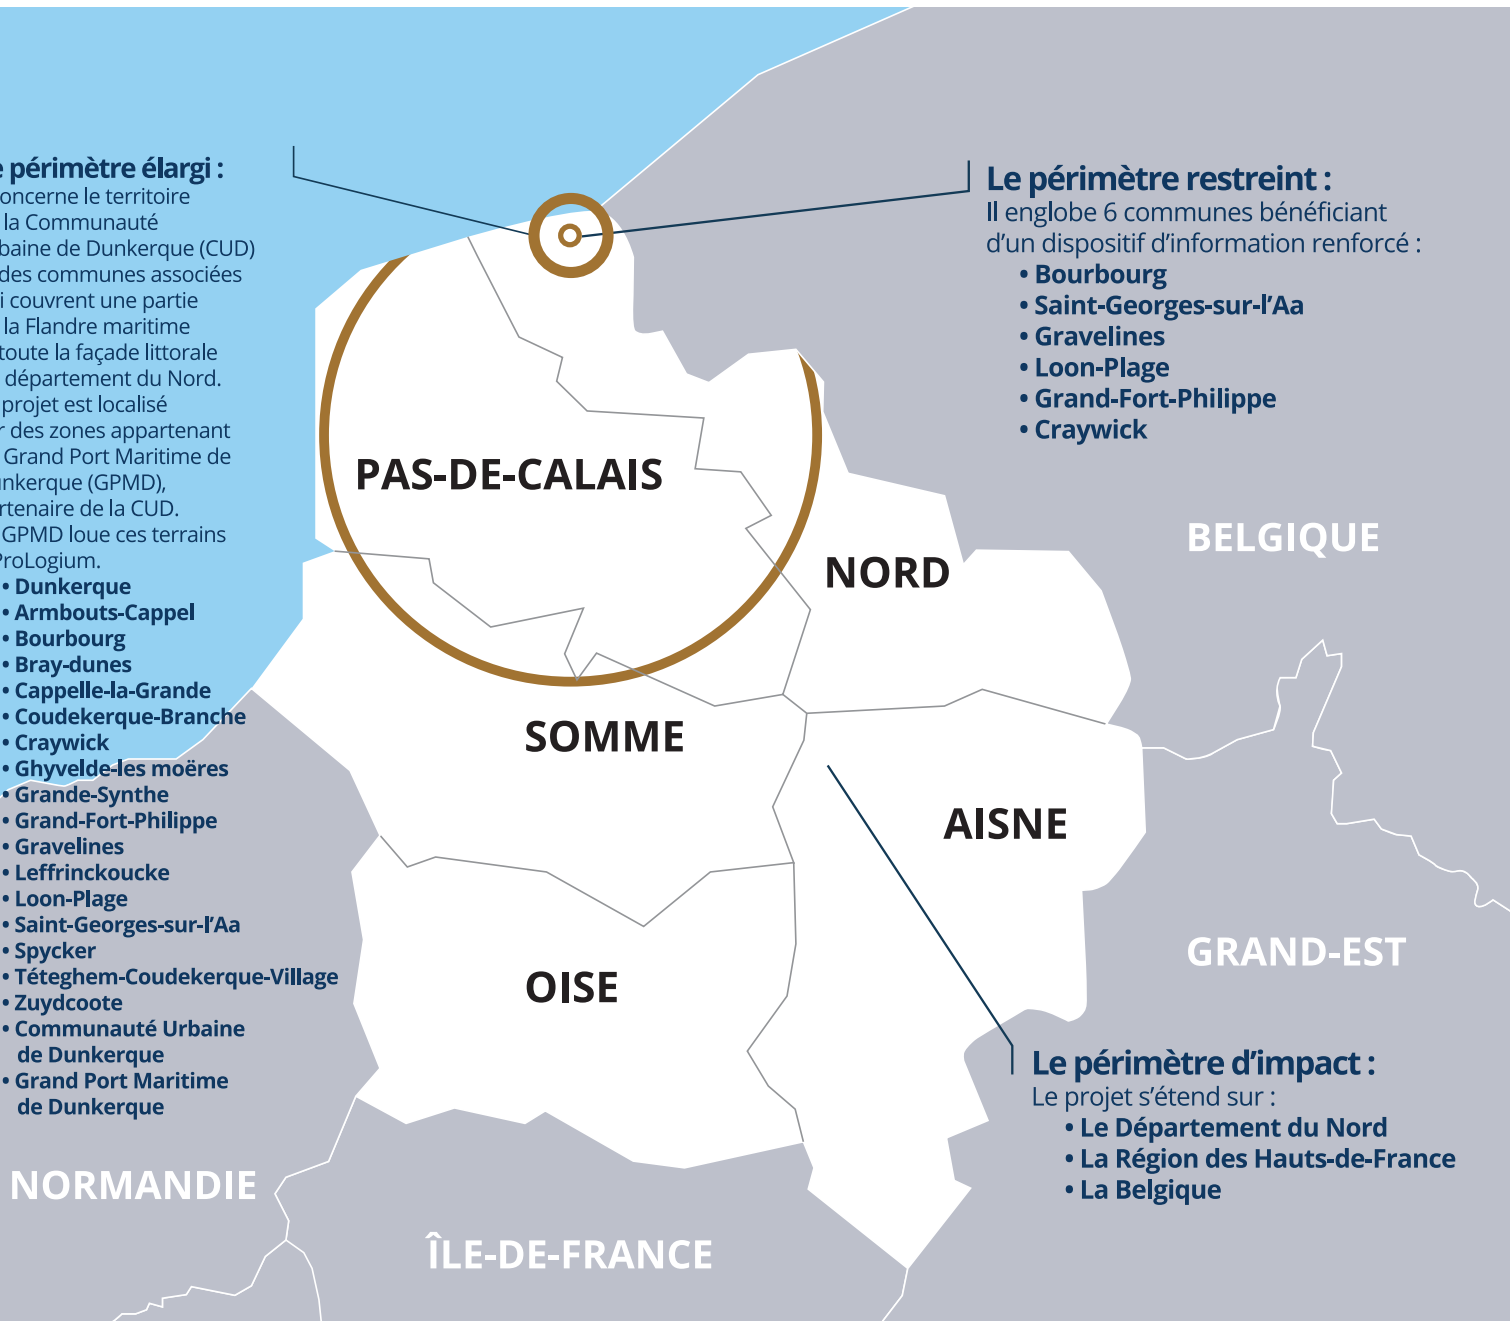 périmètre élargi :
oncerne le territoire
la Communauté
baine de Dunkerque (CUD)
des communes associées
i couvrent une partie
la Flandre maritime
toute la façade littorale
département du Nord.
projet est localisé
r des zones appartenant
Grand Port Maritime de
unkerque (GPMD),
rtenaire de la CUD.
GPMD loue ces terrains
ProLogium.
• Dunkerque
• Armbouts-Cappel
• Bourbourg
• Bray-dunes
• Cappelle-la-Grande
• Coudekerque-Branche
• Craywick
• Ghyvelde-les moëres
• Grande-Synthe
• Grand-Fort-Philippe
• Gravelines
• Leffrinckoucke
• Loon-Plage
• Saint-Georges-sur-l'Aa
• Spycker
• Téteghem-Coudekerque-Village
• Zuydcoote
• Communauté Urbaine
de Dunkerque
• Grand Port Maritime
de Dunkerque
Le périmètre restreint :
Il englobe 6 communes bénéficiant
d'un dispositif d'information renforcé :
• Bourbourg
• Saint-Georges-sur-l'Aa
• Gravelines
• Loon-Plage
• Grand-Fort-Philippe
• Craywick
PAS-DE-CALAIS
NORD
BELGIQUE
SOMME
AISNE
OISE
GRAND-EST
Le périmètre d'impact :
Le projet s'étend sur :
• Le Département du Nord
• La Région des Hauts-de-France
• La Belgique
NORMANDIE
ÎLE-DE-FRANCE